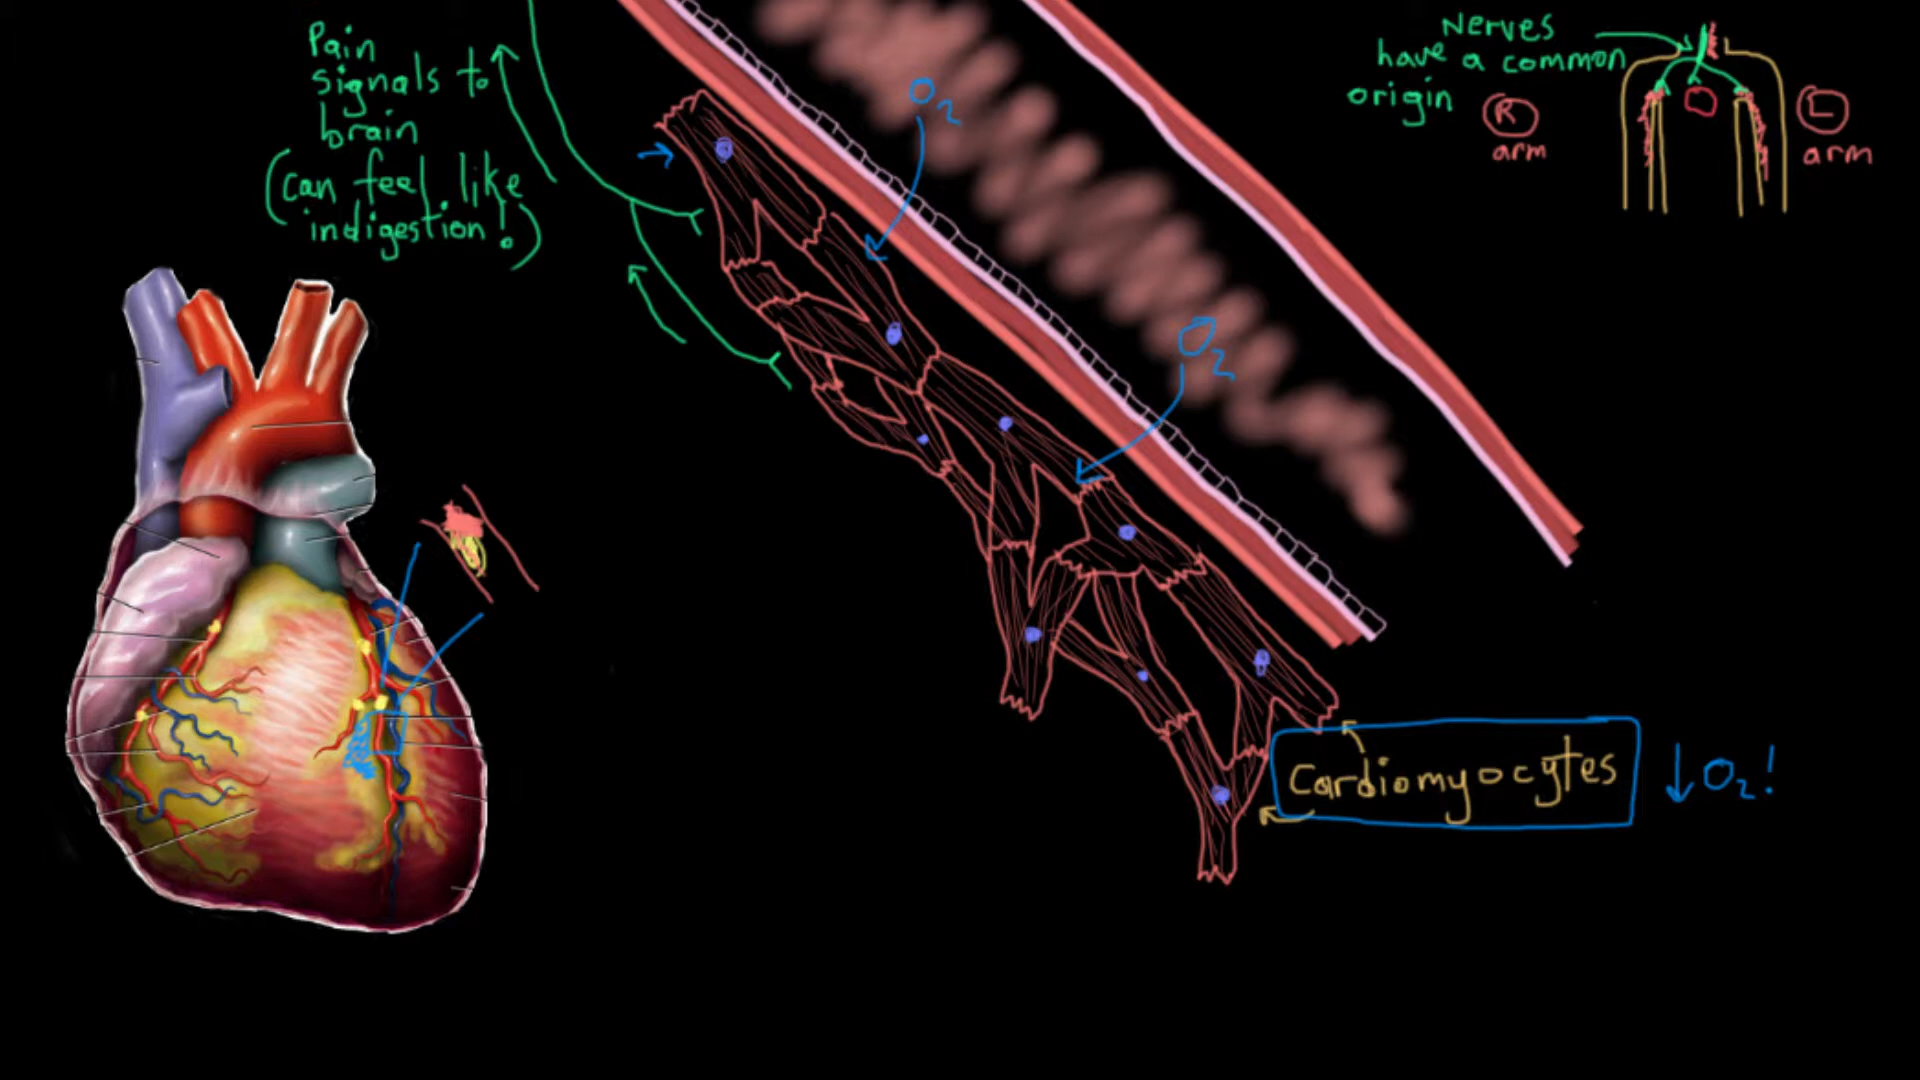 Pain
signals to
brain
(can feel like
indigestion!)
O2
O2
Nerves
have a common
origin
R
arm
L
arm
Cardiomyocytes
↓O2!